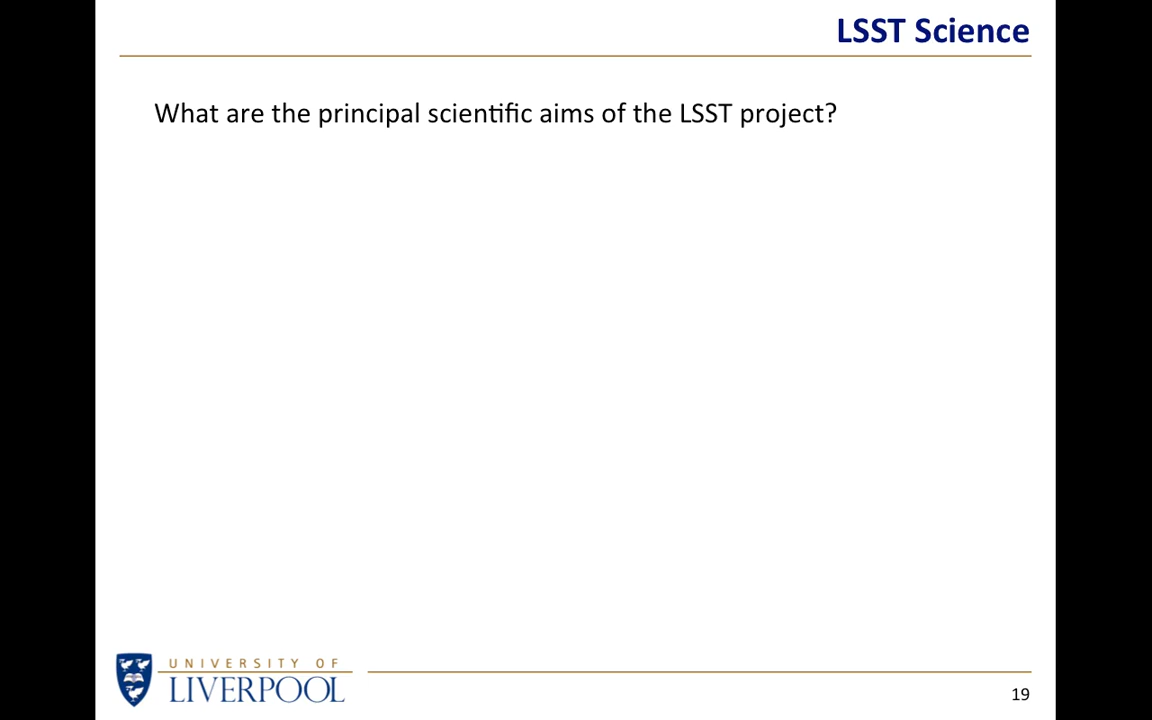 LSST Science
What are the principal scientific aims of the LSST project?
UNIVERSITY OF
LIVERPOOL
19